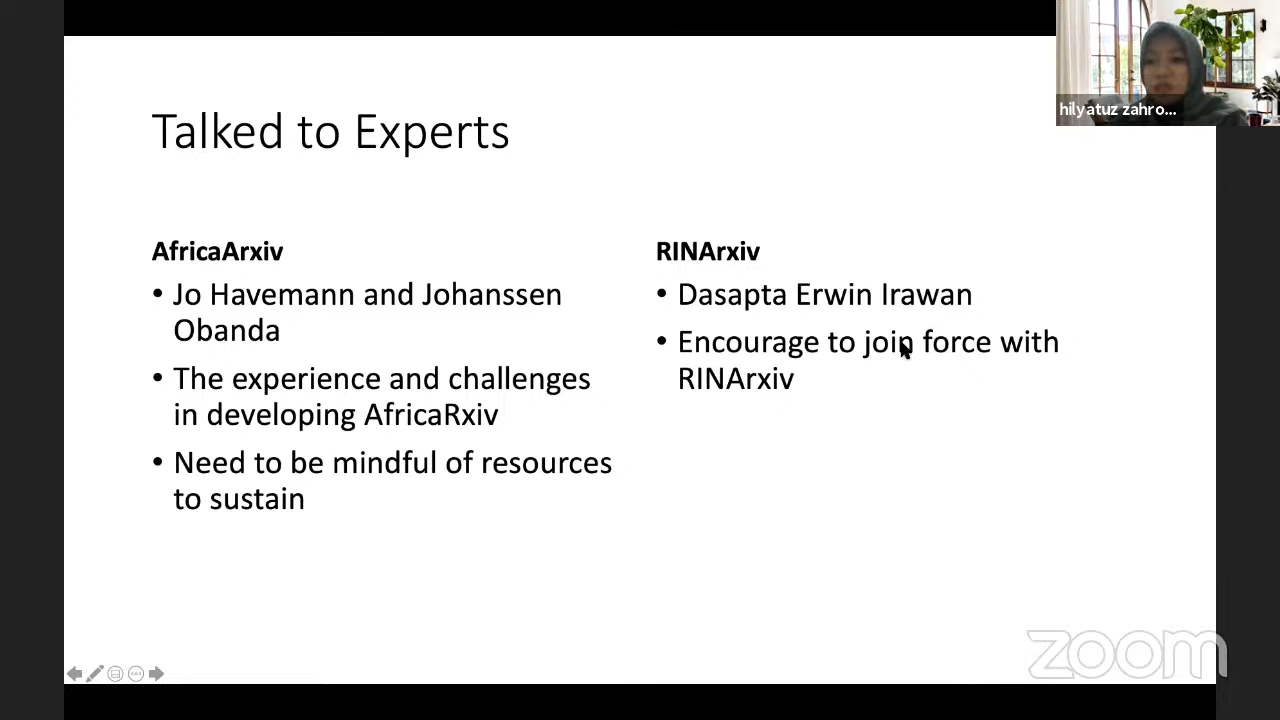 hilyatuz zahro...
Talked to Experts
AfricaArxiv
• Jo Havemann and Johanssen
Obanda
• The experience and challenges
in developing AfricaRxiv
• Need to be mindful of resources
to sustain
RINArxiv
• Dasapta Erwin Irawan
• Encourage to join force with
RINArxiv
zoom